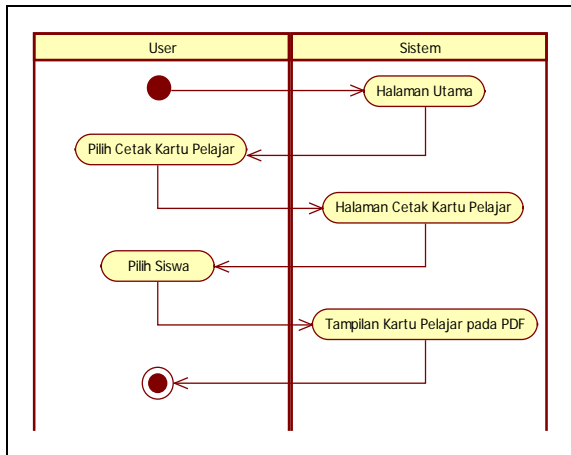 User
Sistem
Halaman Utama
Pilih Cetak Kartu Pelajar
Halaman Cetak Kartu Pelajar
Pilih Siswa
Tampilan Kartu Pelajar pada PDF